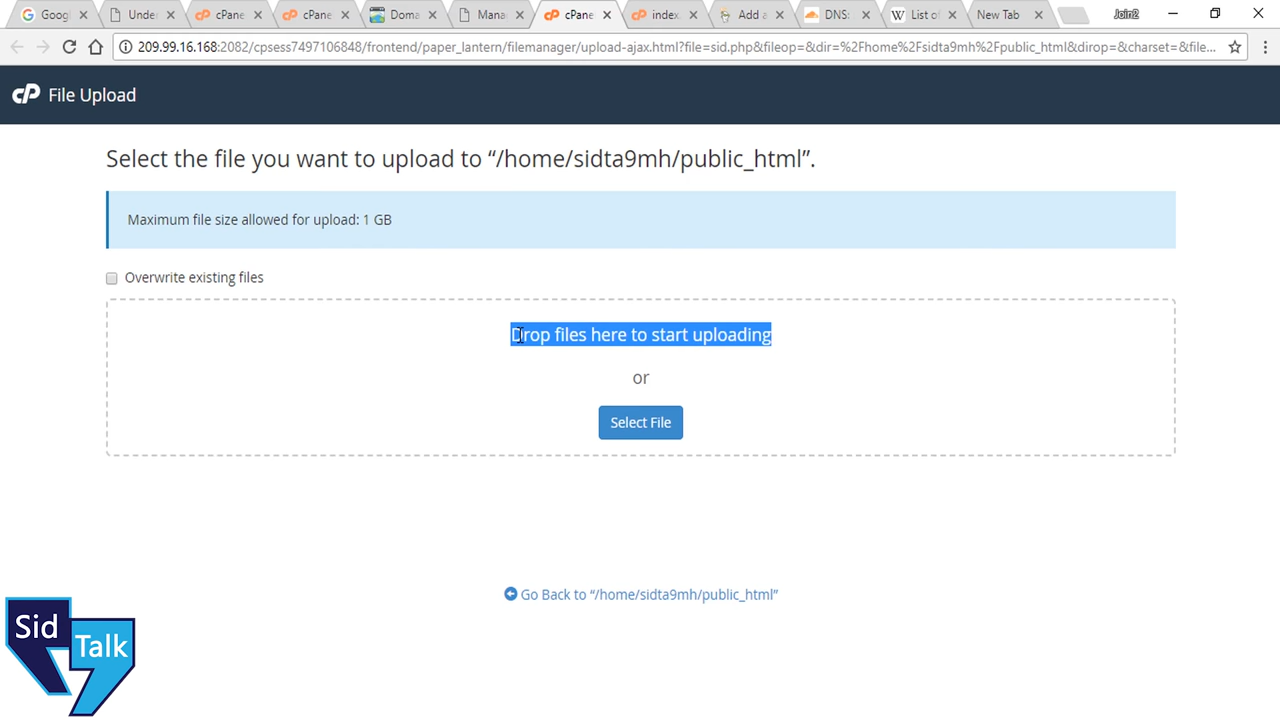 Googl
Under
cPane
cPane
Doma
Mana
cPane
index.
Add a
DNS:
List of
New Tab
Join2
209.99.16.168:2082/cpsess7497106848/frontend/paper_lantern/filemanager/upload-ajax.html?file=sid.php&fileop=&dir=%2Fhome%2Fsidta9mh%2Fpublic_html&dirop=&charset=&file...
cP File Upload
Select the file you want to upload to “/home/sidta9mh/public_html”.
Maximum file size allowed for upload: 1 GB
Overwrite existing files
Drop files here to start uploading
or
Select File
Go Back to “/home/sidta9mh/public_html”
Sid
Talk